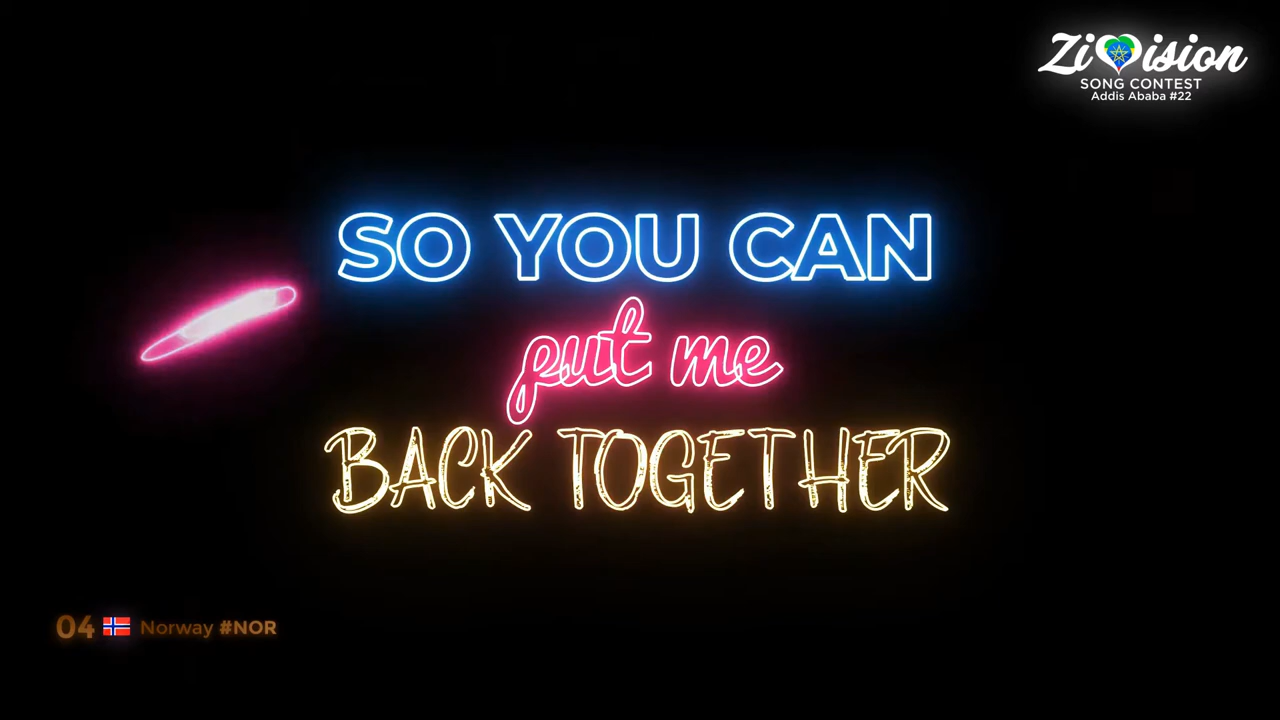 Zivision
SONG CONTEST
Addis Ababa #22
SO YOU CAN
put me
BACK TOGETHER
04 Norway #NOR